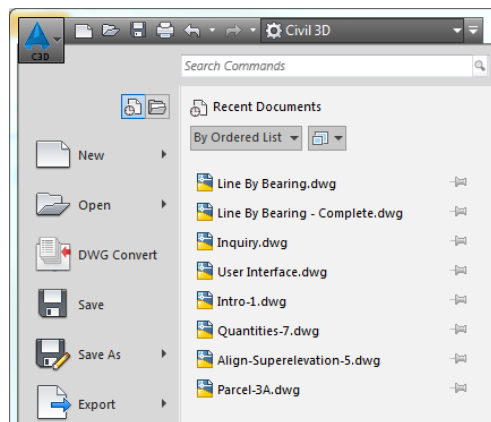 Civil 3D
C3D
Search Commands
Recent Documents
By Ordered List
New
Open
DWG Convert
Save
Save As
Export
Line By Bearing.dwg
Line By Bearing - Complete.dwg
Inquiry.dwg
User Interface.dwg
Intro-1.dwg
Quantities-7.dwg
Align-Superelevation-5.dwg
Parcel-3A.dwg